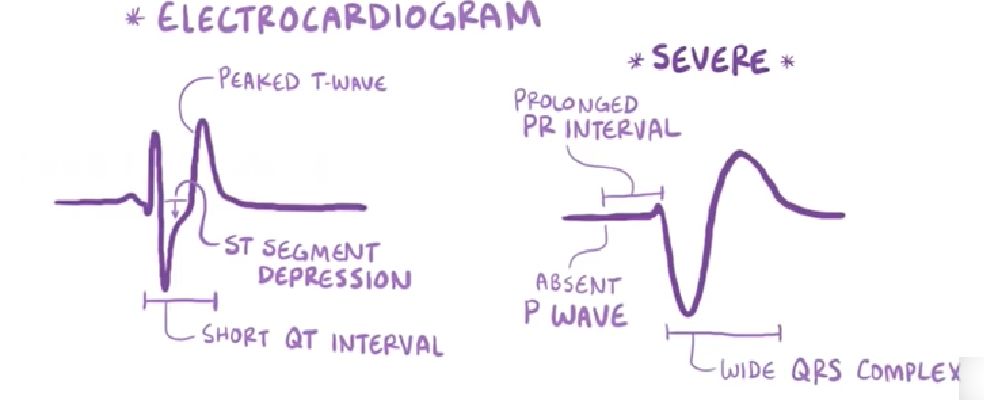 * ELECTROCARDIOGRAM
PEAKED T-WAVE
ST SEGMENT
DEPRESSION
SHORT QT INTERVAL
* SEVERE *
PROLONGED
PR INTERVAL
ABSENT
P WAVE
WIDE QRS COMPLEX